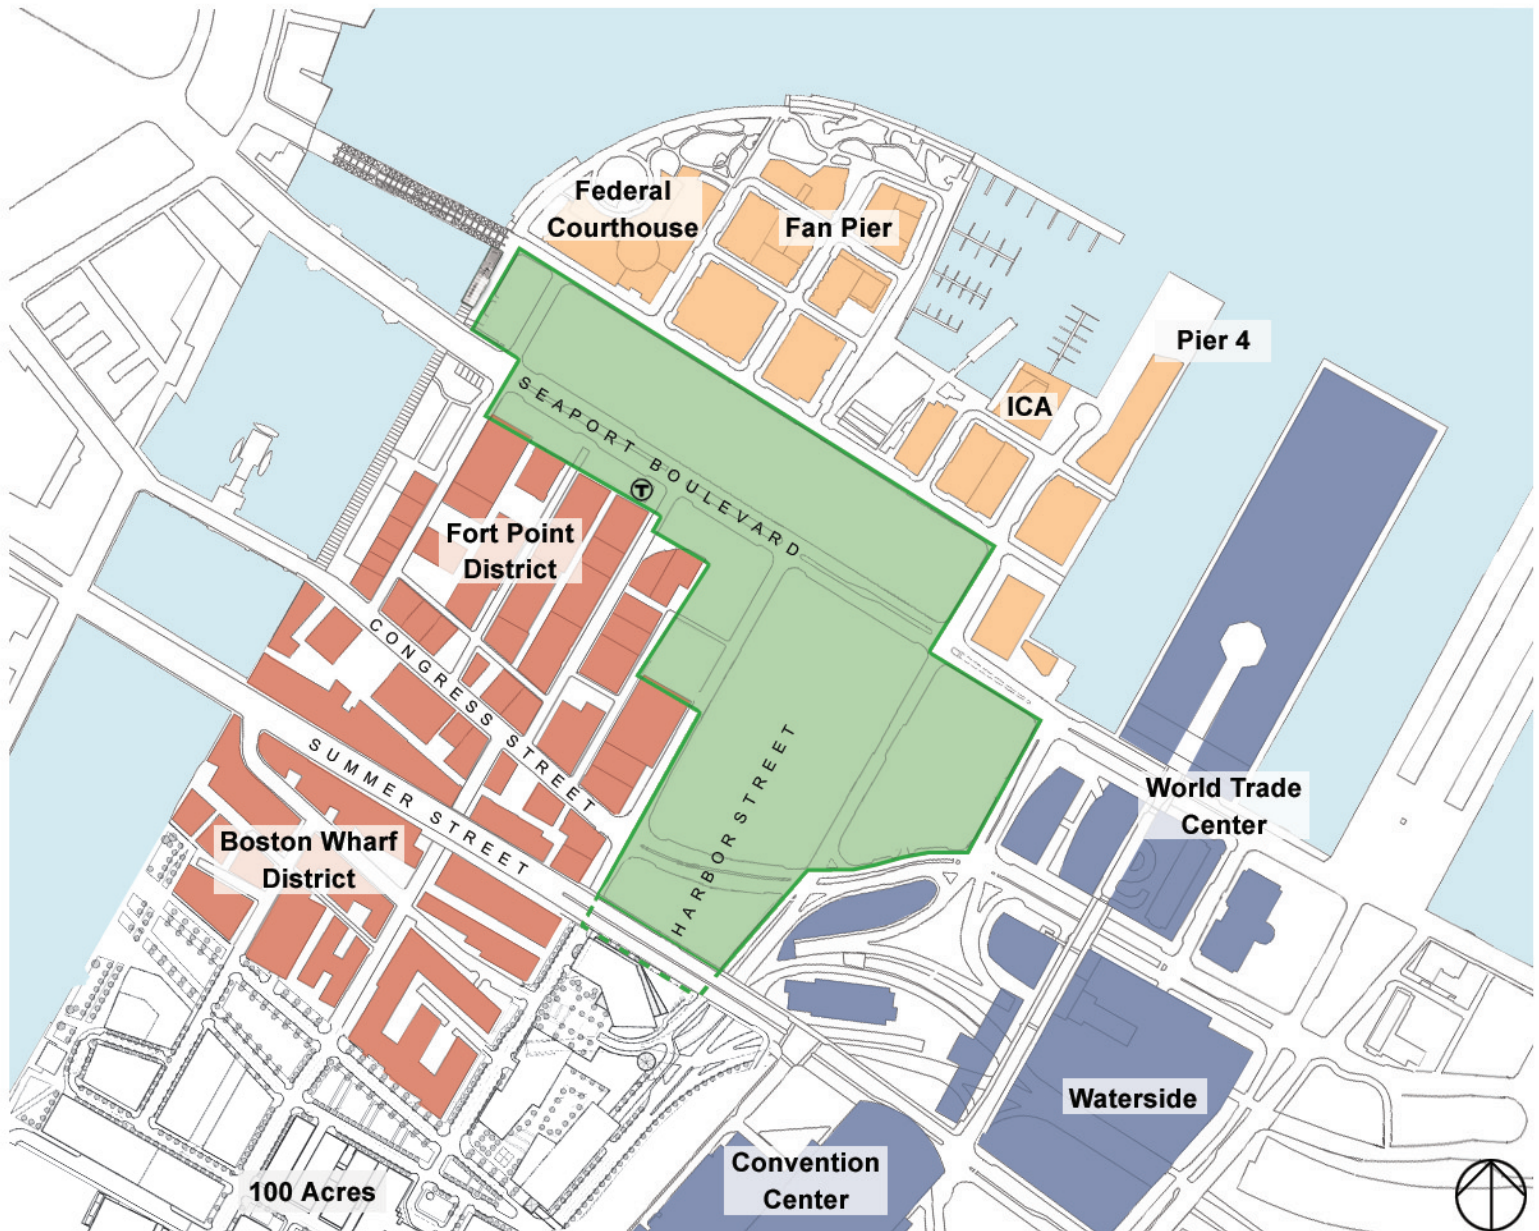 Federal
Courthouse
Fan Pier
Pier 4
ICA
SEAPORT BOULEVARD
T
Fort Point
District
CONGRESS STREET
HARBOR STREET
SUMMER STREET
World Trade
Center
Boston Wharf
District
Waterside
Convention
Center
100 Acres